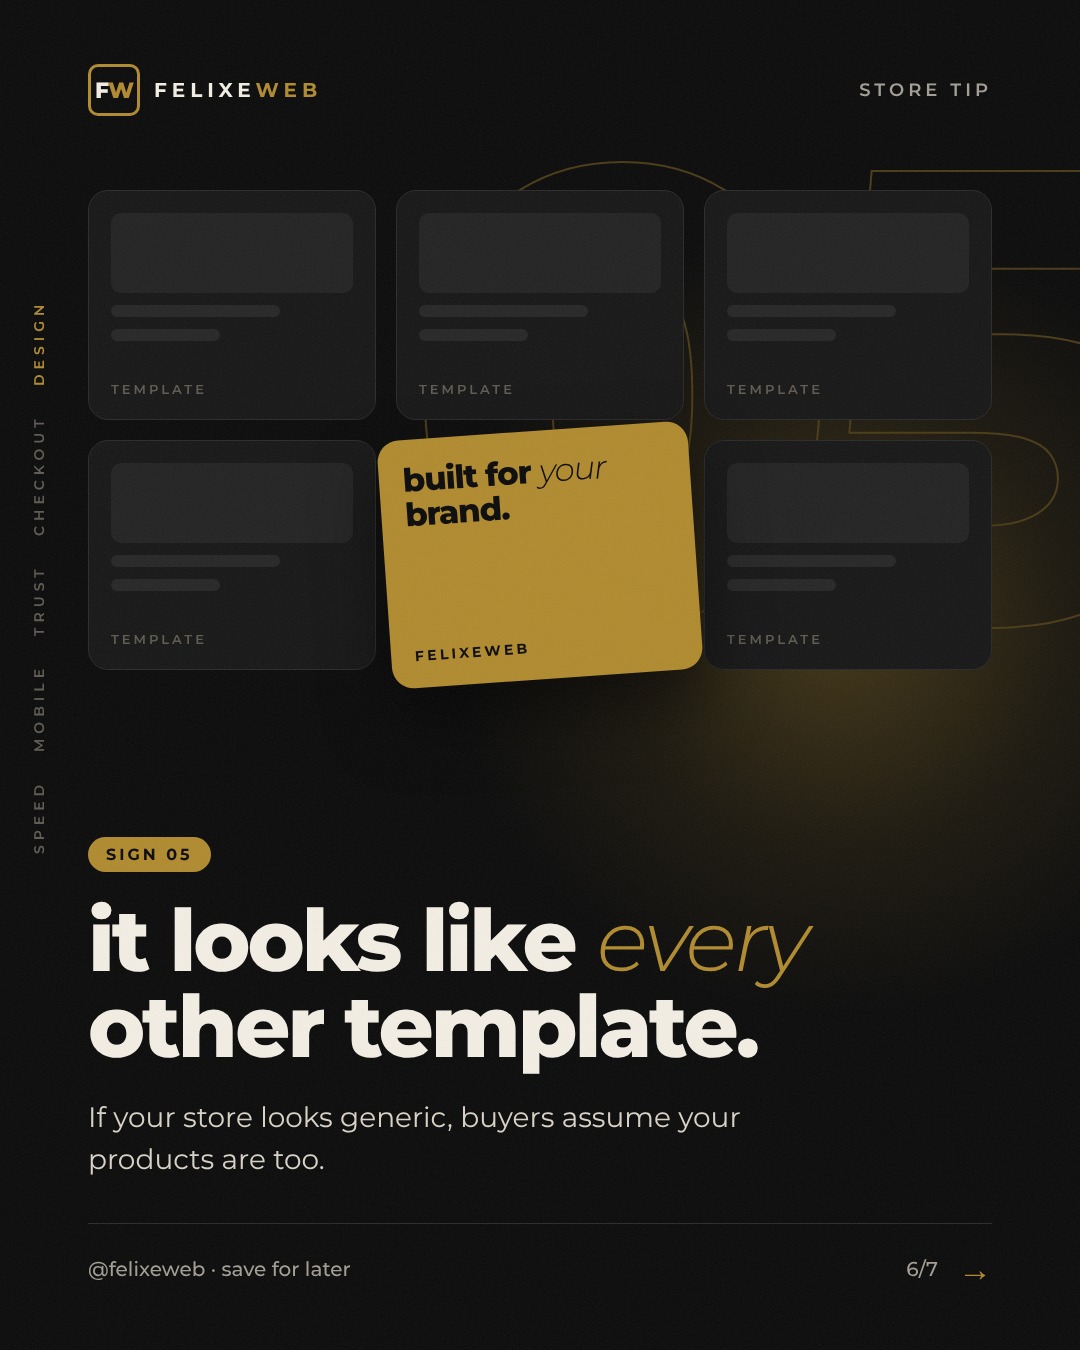 FW FELIXEWEB
STORE TIP
TEMPLATE
TEMPLATE
TEMPLATE
TEMPLATE
built for your
brand.
FELIXEWEB
TEMPLATE
SPEED MOBILE TRUST CHECKOUT DESIGN
05
SIGN 05
it looks like every
other template.
If your store looks generic, buyers assume your
products are too.
@felixeweb · save for later
6/7 →